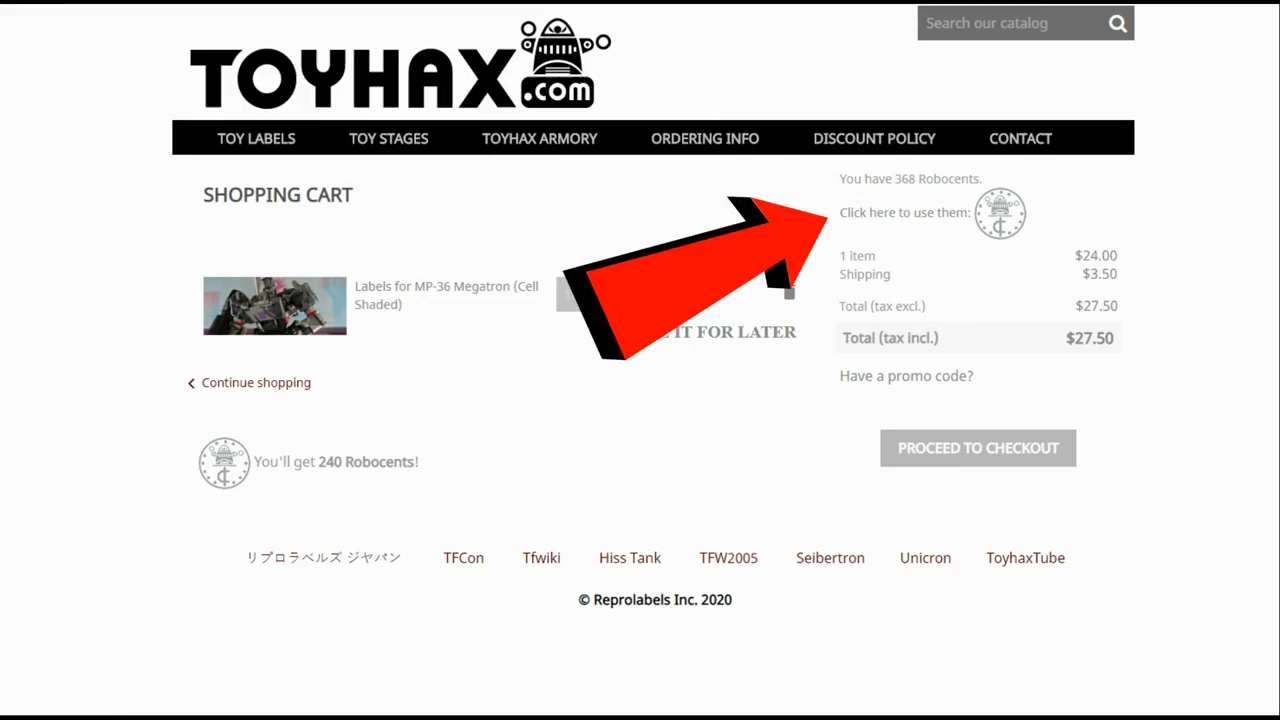 Search our catalog
TOYHAX
.com
TOY LABELS
TOY STAGES
TOYHAX ARMORY
ORDERING INFO
DISCOUNT POLICY
CONTACT
SHOPPING CART
You have 368 Robocents.
Click here to use them:
Labels for MP-36 Megatron (Cell
Shaded)
IT FOR LATER
1 item $24.00
Shipping $3.50
Total (tax excl.) $27.50
Total (tax incl.) $27.50
Have a promo code?
Continue shopping
You'll get 240 Robocents!
PROCEED TO CHECKOUT
リプロラベルズ ジャパン
TFCon
Tfwiki
Hiss Tank
TFW2005
Seibertron
Unicron
ToyhaxTube
© Reprolabels Inc. 2020